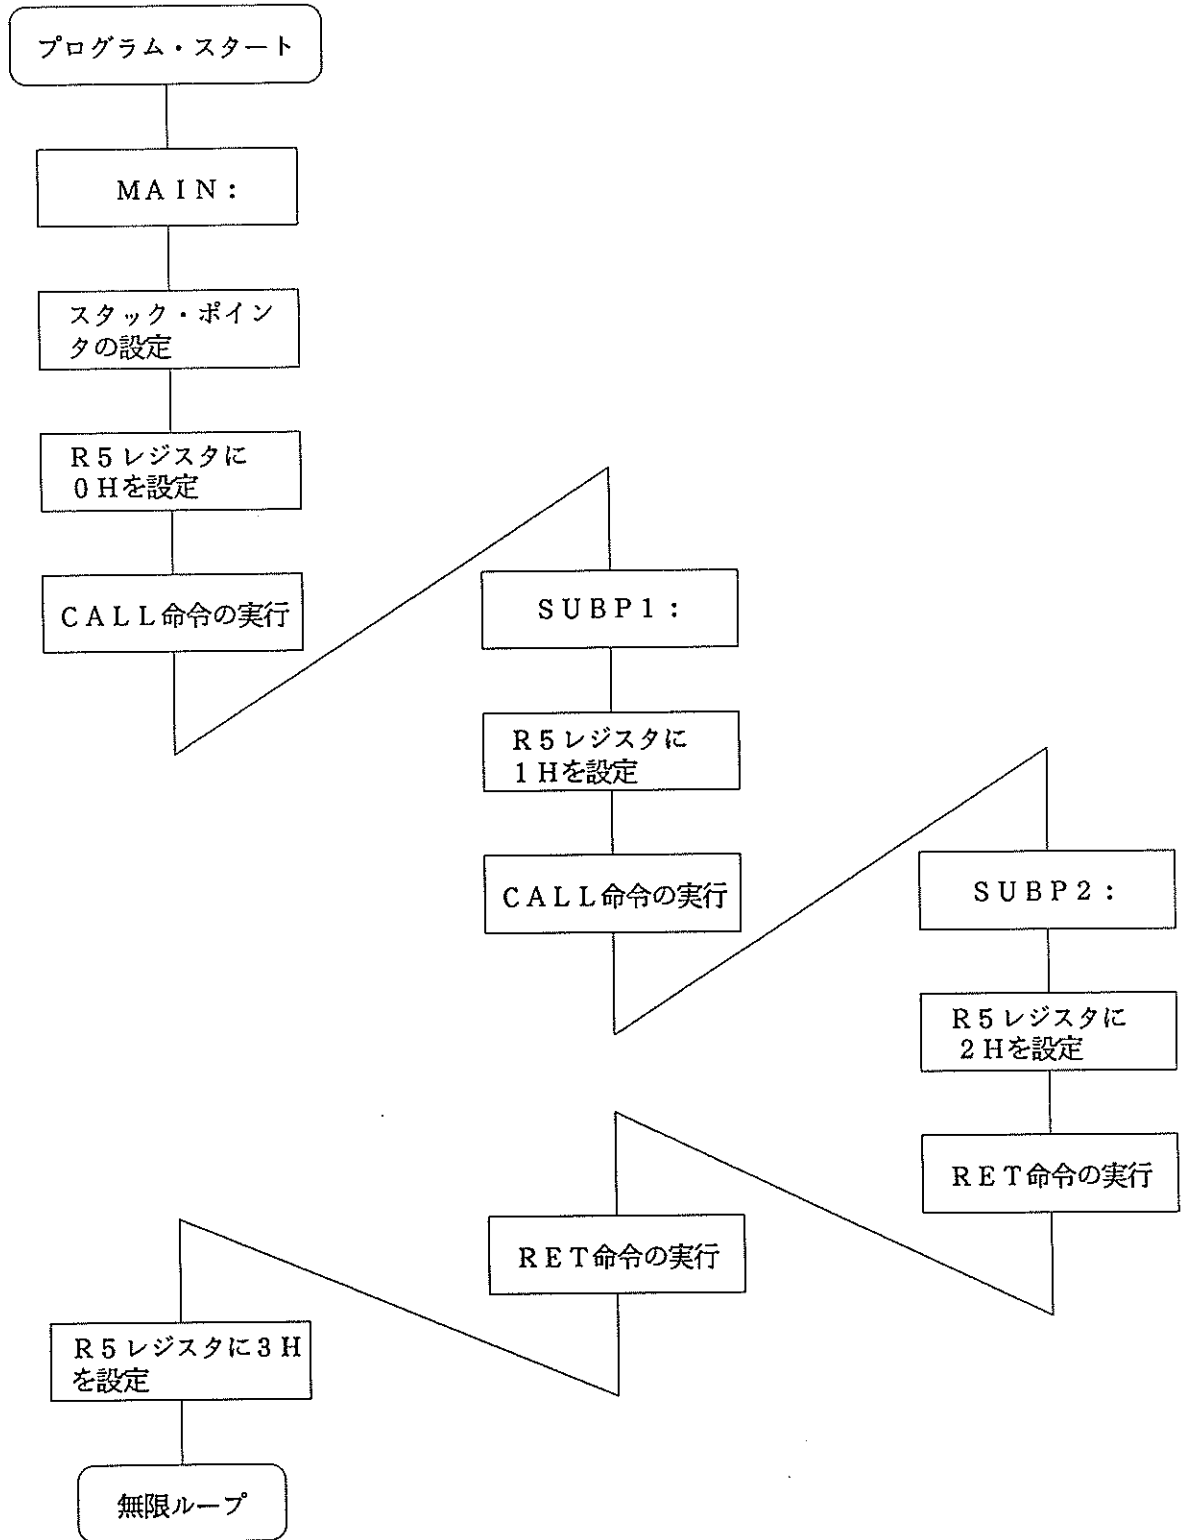 プログラム・スタート
MAIN:
スタック・ポイン
タの設定
R5レジスタに
0Hを設定
CALL命令の実行
SUBP1:
R5レジスタに
1Hを設定
CALL命令の実行
SUBP2:
R5レジスタに
2Hを設定
RET命令の実行
RET命令の実行
R5レジスタに3H
を設定
無限ループ